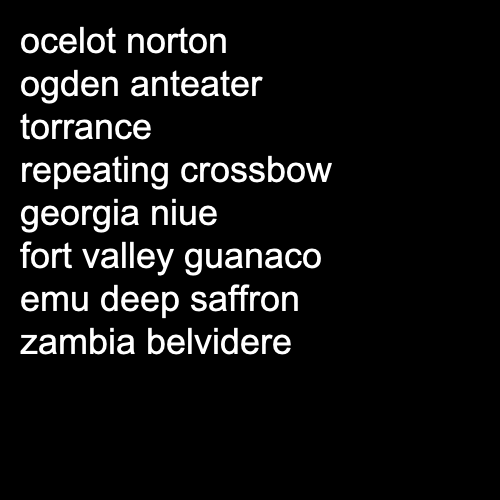 ocelot norton
ogden anteater
torrance
repeating crossbow
georgia niue
fort valley guanaco
emu deep saffron
zambia belvidere